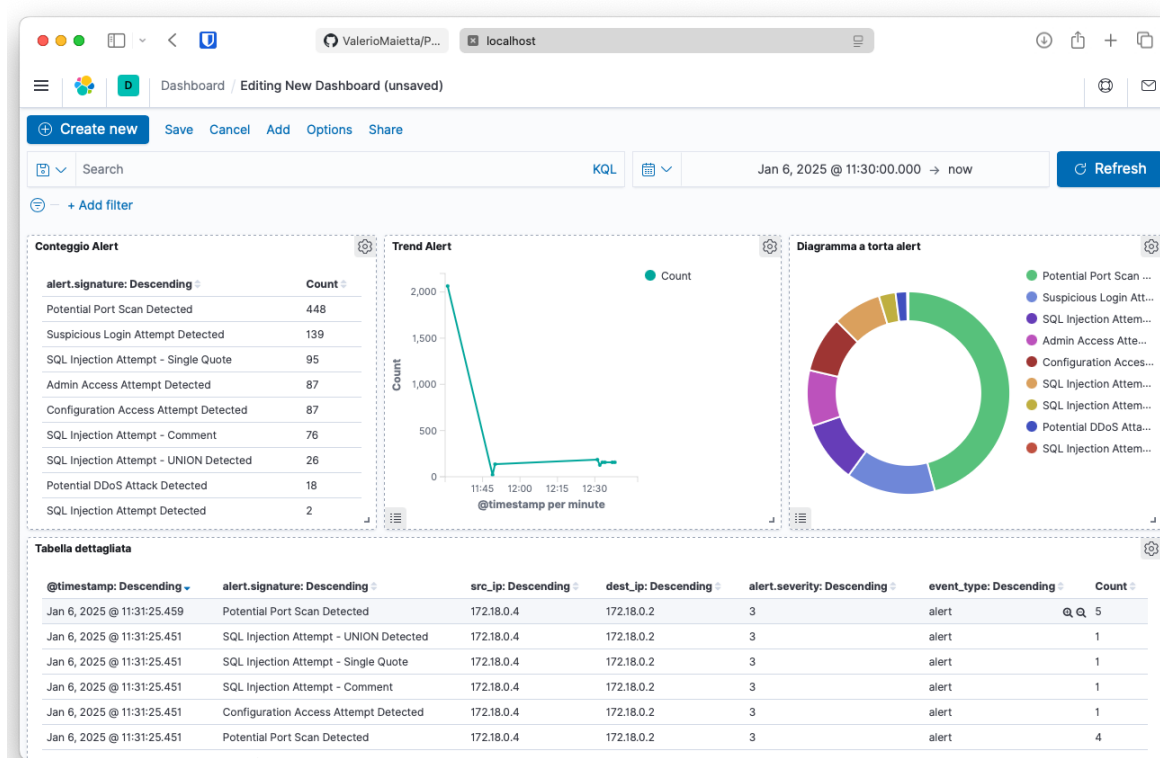 ValerioMaietta/P... localhost
D Dashboard / Editing New Dashboard (unsaved)
Create new Save Cancel Add Options Share
Search KQL Jan 6, 2025 @ 11:30:00.000 → now Refresh
+ Add filter
Conteggio Alert
alert.signature: Descending Count
Potential Port Scan Detected 448
Suspicious Login Attempt Detected 139
SQL Injection Attempt - Single Quote 95
Admin Access Attempt Detected 87
Configuration Access Attempt Detected 87
SQL Injection Attempt - Comment 76
SQL Injection Attempt - UNION Detected 26
Potential DDoS Attack Detected 18
SQL Injection Attempt Detected 2
Trend Alert
Count
2,000
1,500
1,000
500
0
Count
11:45 12:00 12:15 12:30
@timestamp per minute
Diagramma a torta alert
Potential Port Scan ...
Suspicious Login Att...
SQL Injection Attem...
Admin Access Atte...
Configuration Acces...
SQL Injection Attem...
SQL Injection Attem...
Potential DDoS Atta...
SQL Injection Attem...
Tabella dettagliata
@timestamp: Descending alert.signature: Descending src_ip: Descending dest_ip: Descending alert.severity: Descending event_type: Descending Count
Jan 6, 2025 @ 11:31:25.459 Potential Port Scan Detected 172.18.0.4 172.18.0.2 3 alert 5
Jan 6, 2025 @ 11:31:25.451 SQL Injection Attempt - UNION Detected 172.18.0.4 172.18.0.2 3 alert 1
Jan 6, 2025 @ 11:31:25.451 SQL Injection Attempt - Single Quote 172.18.0.4 172.18.0.2 3 alert 1
Jan 6, 2025 @ 11:31:25.451 SQL Injection Attempt - Comment 172.18.0.4 172.18.0.2 3 alert 1
Jan 6, 2025 @ 11:31:25.451 Configuration Access Attempt Detected 172.18.0.4 172.18.0.2 3 alert 1
Jan 6, 2025 @ 11:31:25.451 Potential Port Scan Detected 172.18.0.4 172.18.0.2 3 alert 4